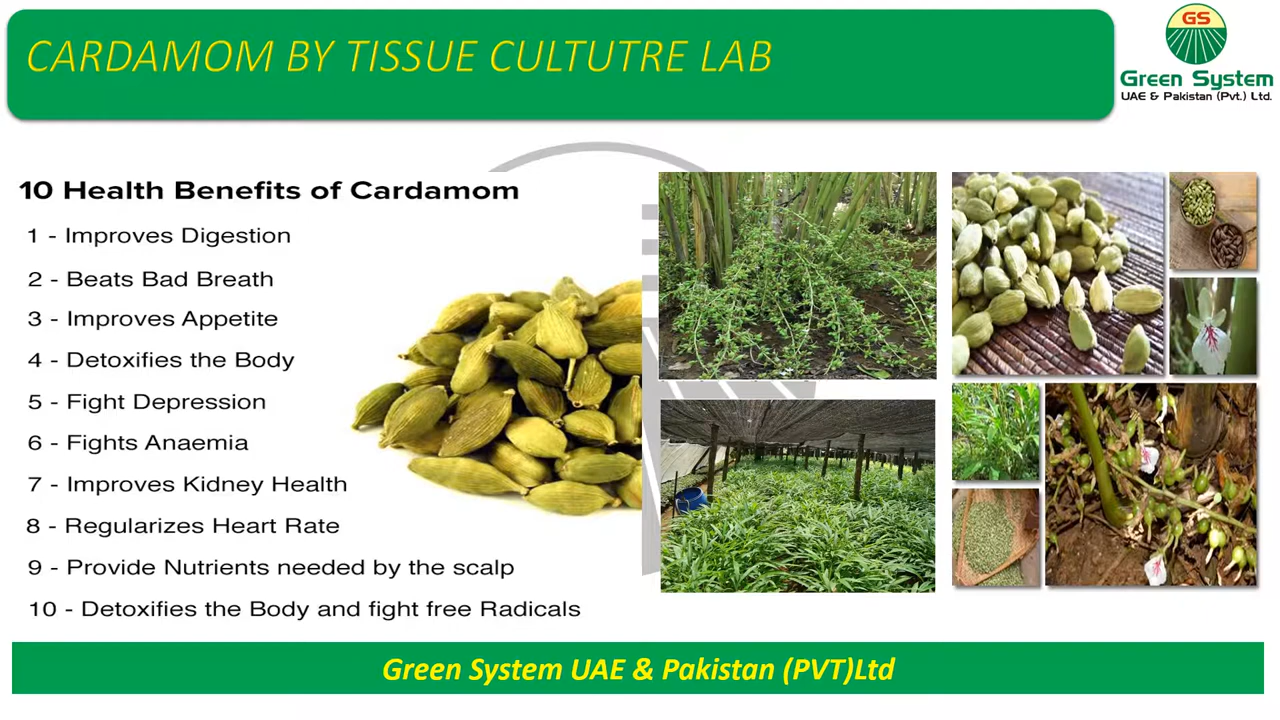 CARDAMOM BY TISSUE CULTUTRE LAB
GS
Green System
UAE & Pakistan (Pvt.) Ltd.
10 Health Benefits of Cardamom
1 - Improves Digestion
2 - Beats Bad Breath
3 - Improves Appetite
4 - Detoxifies the Body
5 - Fight Depression
6 - Fights Anaemia
7 - Improves Kidney Health
8 - Regularizes Heart Rate
9 - Provide Nutrients needed by the scalp
10 - Detoxifies the Body and fight free Radicals
Green System UAE & Pakistan (PVT)Ltd